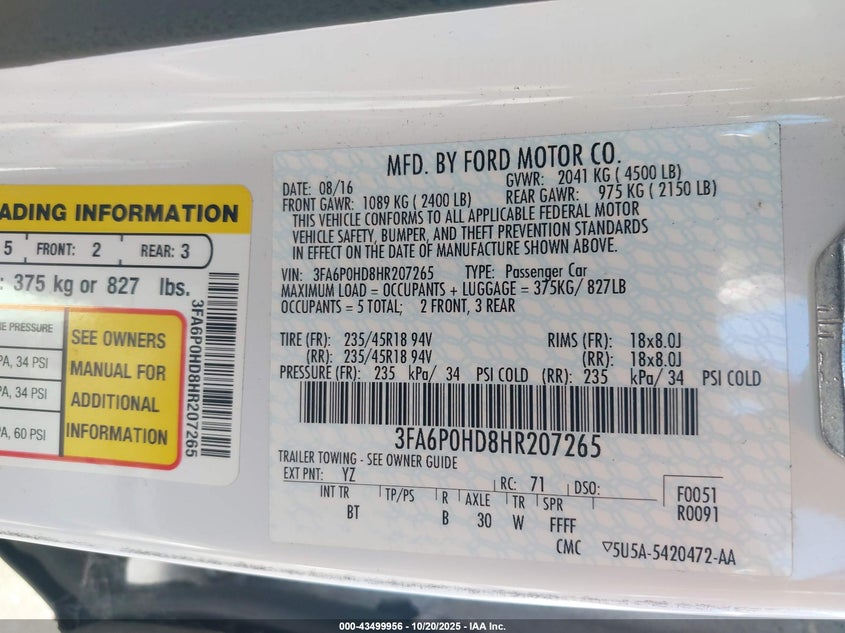 ADING INFORMATION
5 FRONT: 2 REAR: 3
: 375 kg or 827 lbs.
E PRESSURE
PA, 34 PSI
PA, 34 PSI
PA, 60 PSI
SEE OWNERS
MANUAL FOR
ADDITIONAL
INFORMATION
3FA6P0HD8HR207265
MFD. BY FORD MOTOR CO.
DATE: 08/16 GVWR: 2041 KG ( 4500 LB)
FRONT GAWR: 1089 KG ( 2400 LB) REAR GAWR: 975 KG ( 2150 LB)
THIS VEHICLE CONFORMS TO ALL APPLICABLE FEDERAL MOTOR
VEHICLE SAFETY, BUMPER, AND THEFT PREVENTION STANDARDS
IN EFFECT ON THE DATE OF MANUFACTURE SHOWN ABOVE.
VIN: 3FA6P0HD8HR207265 TYPE: Passenger Car
MAXIMUM LOAD = OCCUPANTS + LUGGAGE = 375KG/ 827LB
OCCUPANTS = 5 TOTAL; 2 FRONT, 3 REAR
TIRE (FR): 235/45R18 94V RIMS (FR): 18x8.0J
(RR): 235/45R18 94V (RR): 18x8.0J
PRESSURE (FR): 235 kPa/ 34 PSI COLD (RR): 235 kPa/ 34 PSI COLD
3FA6P0HD8HR207265
TRAILER TOWING - SEE OWNER GUIDE
EXT PNT: YZ RC: 71 DSO: F0051
INT TR TP/PS R AXLE TR SPR R0091
BT B 30 W FFFF
CMC ▽5U5A-5420472-AA
000-43499956 - 10/20/2025 - IAA Inc.